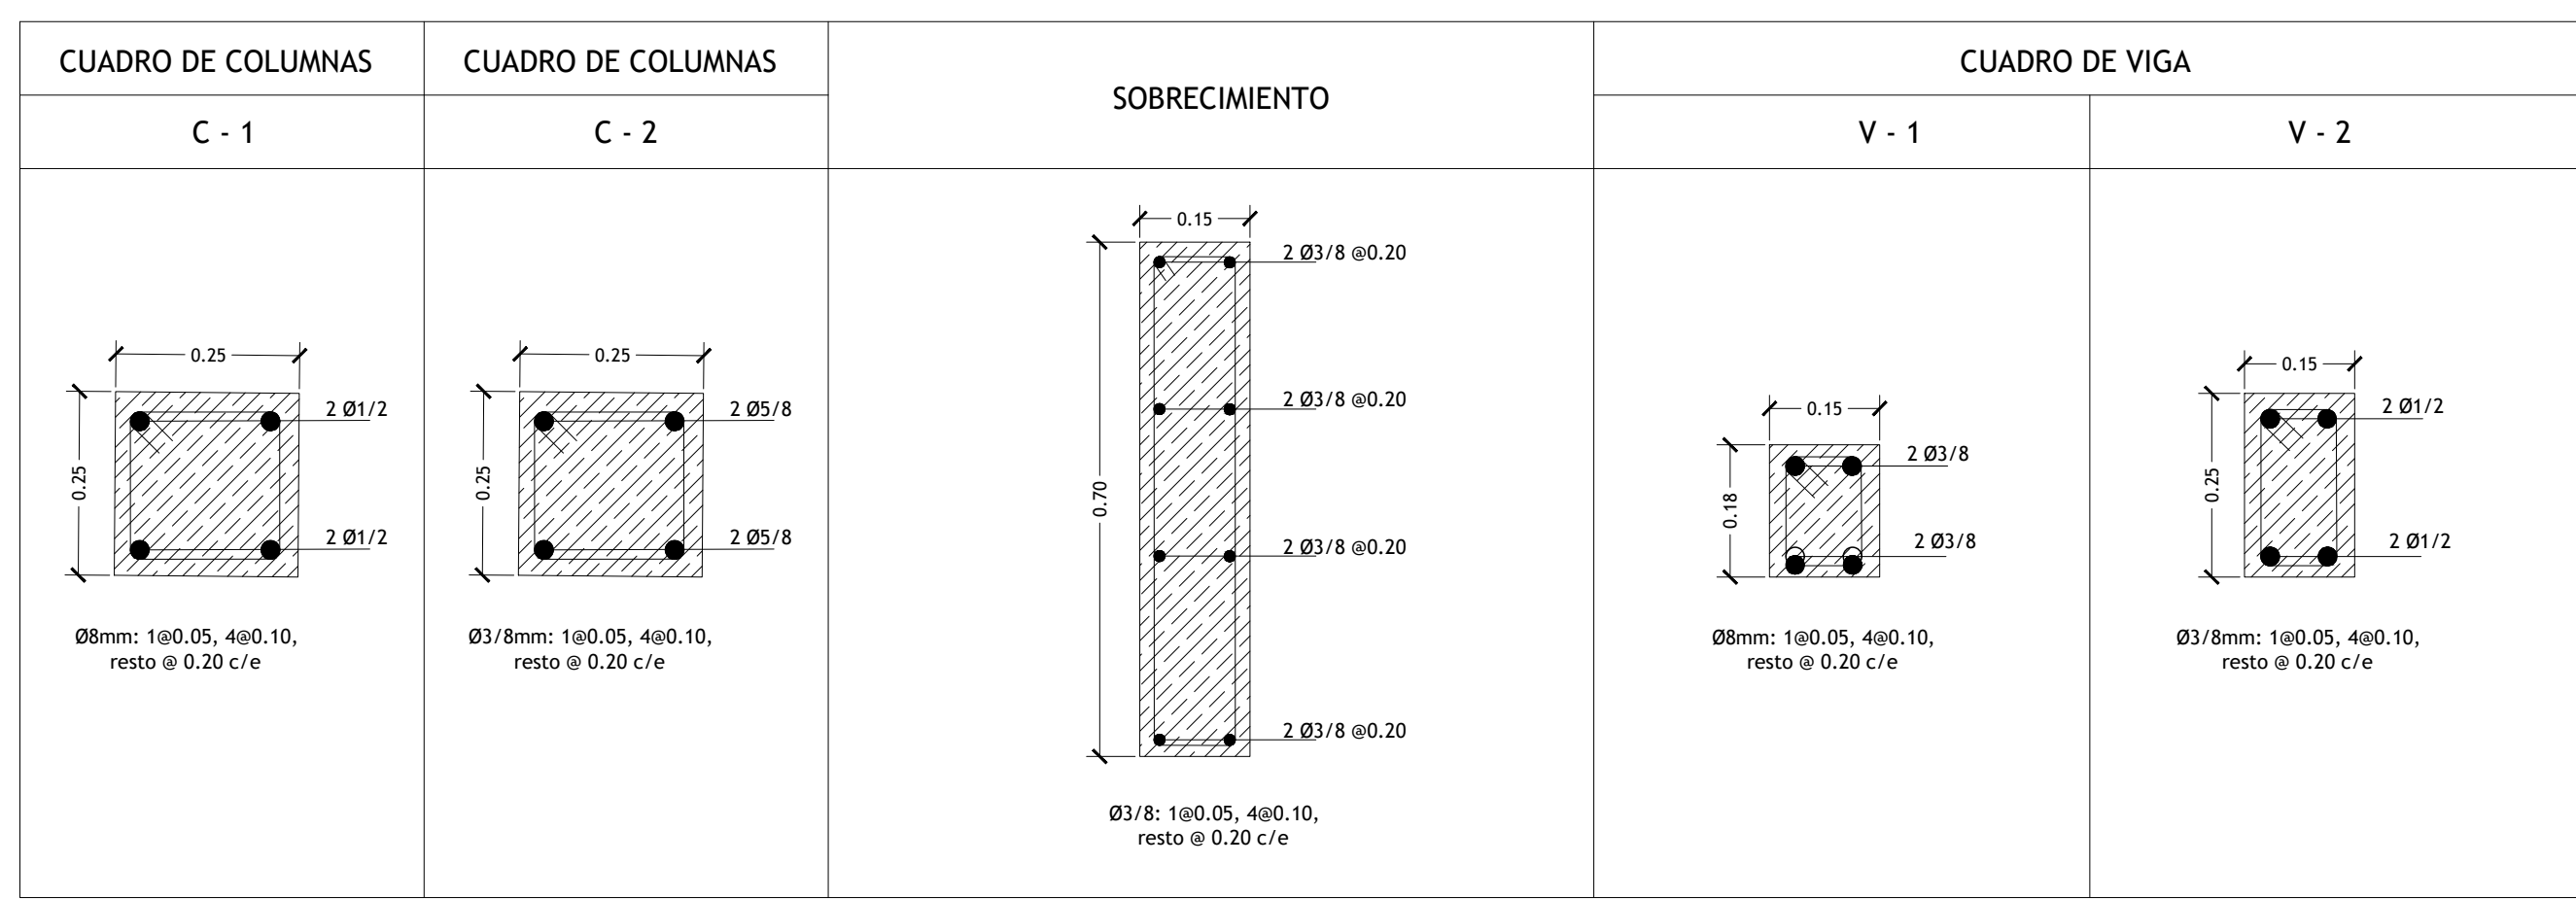 CUADRO DE COLUMNAS
C - 1
0.25
0.25
2 Ø1/2
2 Ø1/2
Ø8mm: 1@0.05, 4@0.10,
resto @ 0.20 c/e
CUADRO DE COLUMNAS
C - 2
0.25
0.25
2 Ø5/8
2 Ø5/8
Ø3/8mm: 1@0.05, 4@0.10,
resto @ 0.20 c/e
SOBRECIMIENTO
0.15
0.70
2 Ø3/8 @0.20
2 Ø3/8 @0.20
2 Ø3/8 @0.20
2 Ø3/8 @0.20
Ø3/8: 1@0.05, 4@0.10,
resto @ 0.20 c/e
CUADRO DE VIGA
V - 1
0.15
0.18
2 Ø3/8
2 Ø3/8
Ø8mm: 1@0.05, 4@0.10,
resto @ 0.20 c/e
V - 2
0.15
0.25
2 Ø1/2
2 Ø1/2
Ø3/8mm: 1@0.05, 4@0.10,
resto @ 0.20 c/e